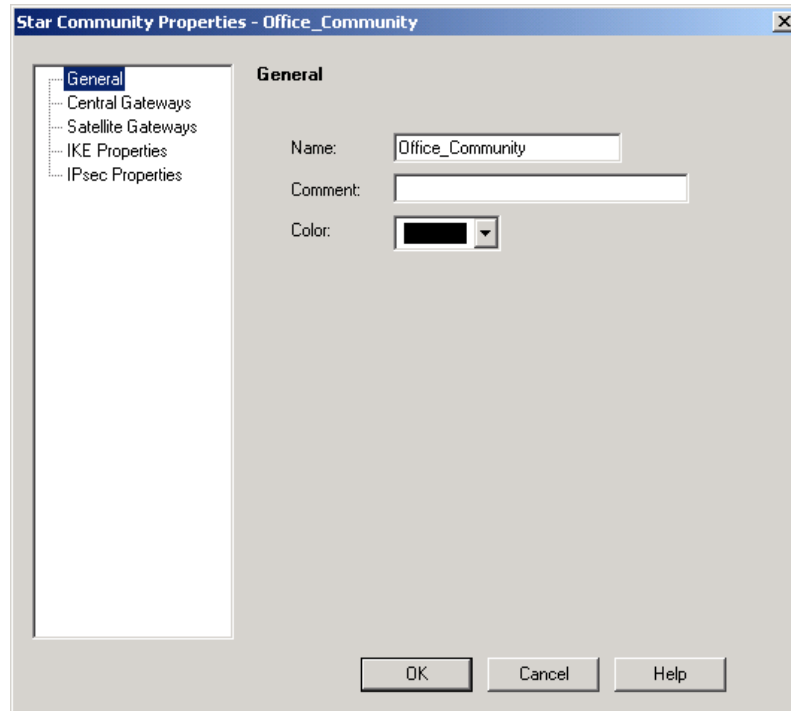 Star Community Properties - Office_Community
General
Central Gateways
Satellite Gateways
IKE Properties
IPsec Properties
General
Name: Office_Community
Comment:
Color:
OK Cancel Help